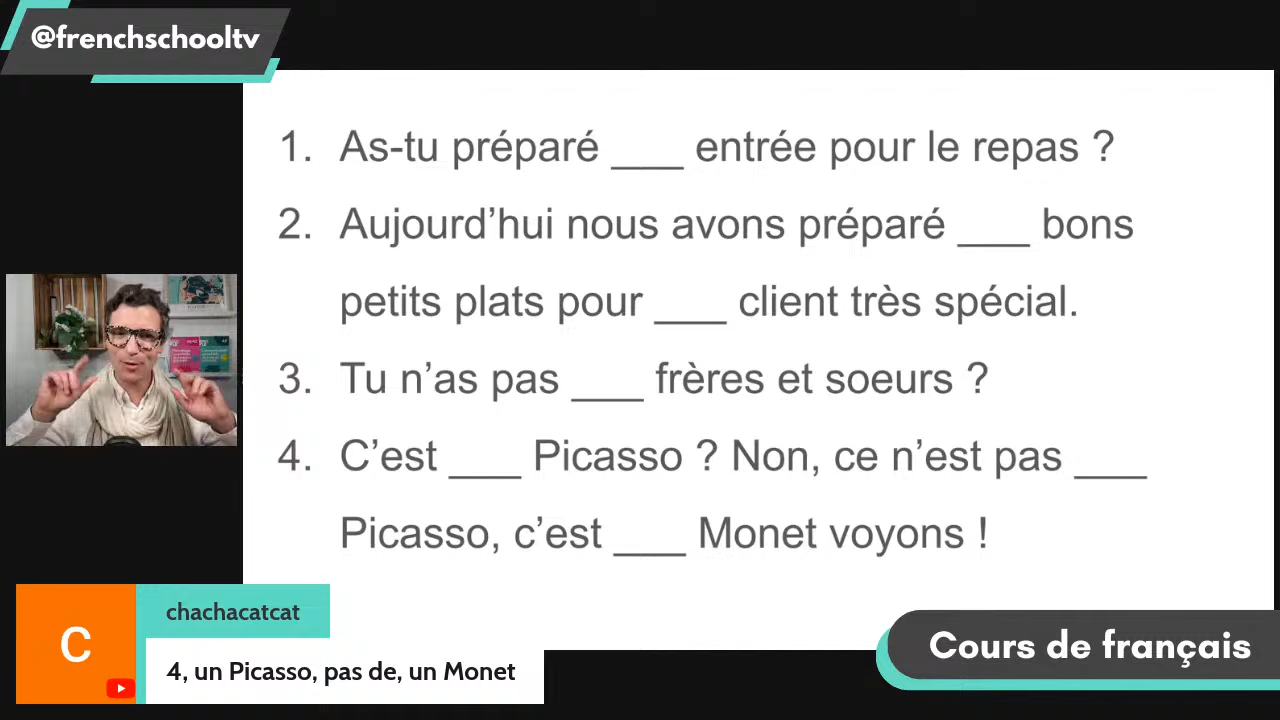 @frenchschooltv
1. As-tu préparé ___ entrée pour le repas ?
2. Aujourd’hui nous avons préparé ___ bons
petits plats pour ___ client très spécial.
3. Tu n’as pas ___ frères et soeurs ?
4. C’est ___ Picasso ? Non, ce n’est pas ___
Picasso, c’est ___ Monet voyons !
C
chachacatcat
4, un Picasso, pas de, un Monet
Cours de français